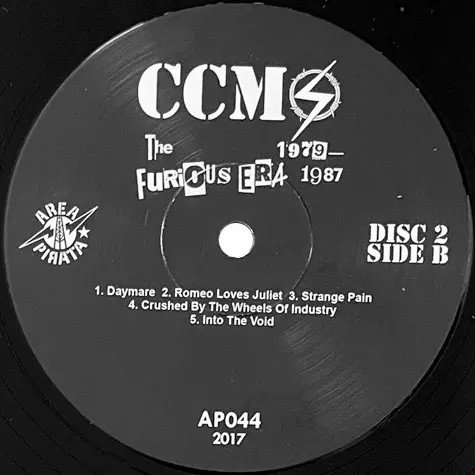 CCM
The 1979–
FURiOUS ERA 1987
AREA
PIRATA
DISC 2
SIDE B
1. Daymare 2. Romeo Loves Juliet 3. Strange Pain
4. Crushed By The Wheels Of Industry
5. Into The Void
AP044
2017